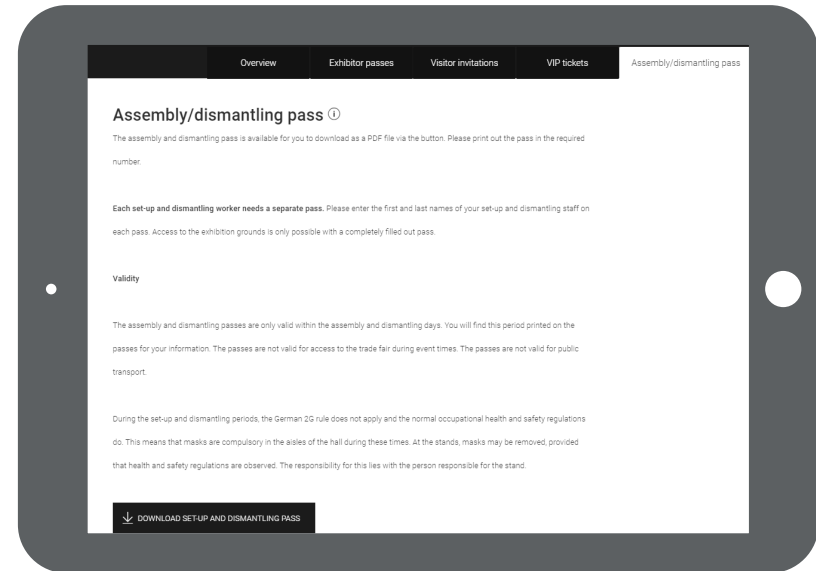 Overview Exhibitor passes Visitor invitations VIP tickets Assembly/dismantling pass
Assembly/dismantling pass i
The assembly and dismantling pass is available for you to download as a PDF file via the button. Please print out the pass in the required
number.
Each set-up and dismantling worker needs a separate pass. Please enter the first and last names of your set-up and dismantling staff on
each pass. Access to the exhibition grounds is only possible with a completely filled out pass.
Validity
The assembly and dismantling passes are only valid within the assembly and dismantling days. You will find this period printed on the
passes for your information. The passes are not valid for access to the trade fair during event times. The passes are not valid for public
transport.
During the set-up and dismantling periods, the German 2G rule does not apply and the normal occupational health and safety regulations
do. This means that masks are compulsory in the aisles of the hall during these times. At the stands, masks may be removed, provided
that health and safety regulations are observed. The responsibility for this lies with the person responsible for the stand.
DOWNLOAD SET-UP AND DISMANTLING PASS